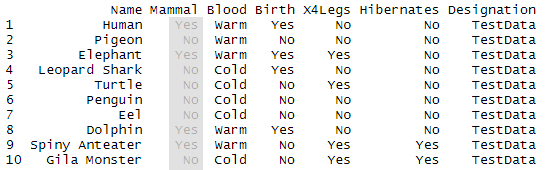 Name Mammal Blood Birth X4Legs Hibernates Designation
1 Human Yes Warm Yes No No TestData
2 Pigeon No Warm No No No TestData
3 Elephant Yes Warm Yes Yes No TestData
4 Leopard Shark No Cold Yes No No TestData
5 Turtle No Cold No Yes No TestData
6 Penguin No Cold No No No TestData
7 Eel No Cold No No No TestData
8 Dolphin Yes Warm Yes No No TestData
9 Spiny Anteater Yes Warm No Yes Yes TestData
10 Gila Monster No Cold No Yes Yes TestData